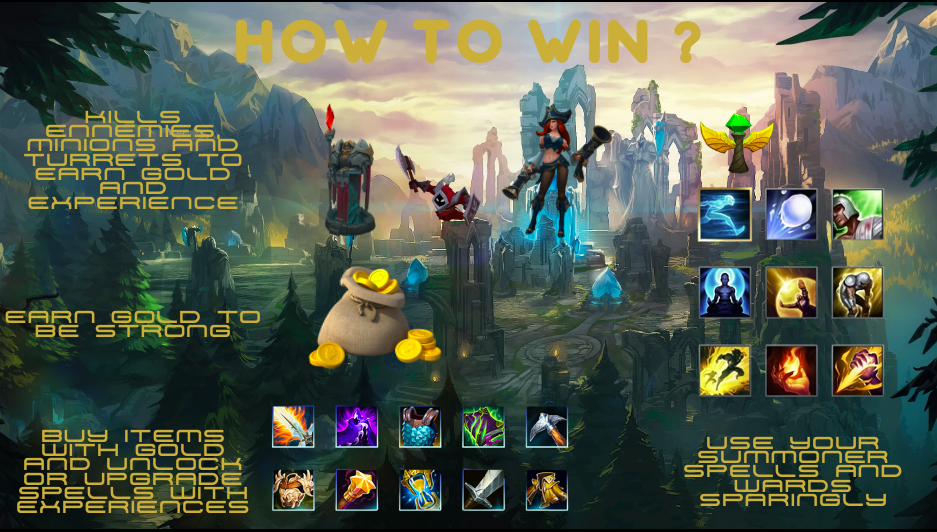 HOW TO WIN ?
KILLS
ENNEMIES,
MINIONS AND
TURRETS TO
EARN GOLD
AND
EXPERIENCE
EARN GOLD TO
BE STRONG
BUY ITEMS
WITH GOLD
AND UNLOCK
OR UPGRADE
SPELLS WITH
EXPERIENCES
USE YOUR
SUMMONER
SPELLS AND
WARDS
SPARINGLY